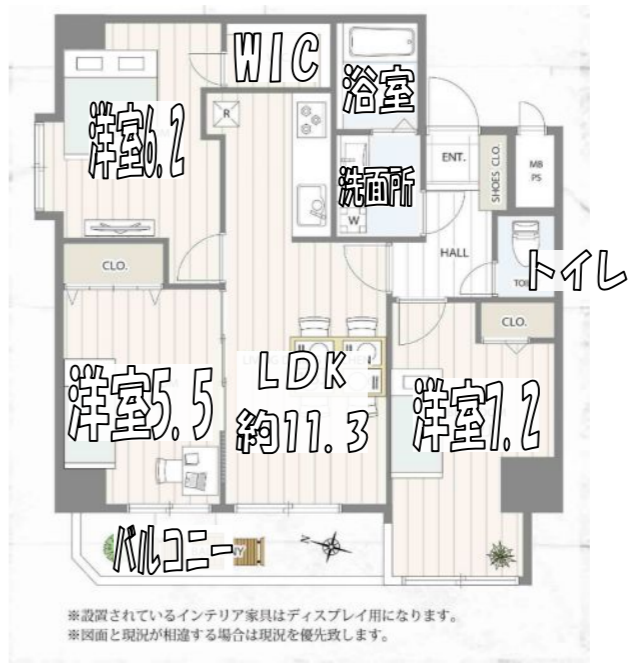 WIC
浴室
洋室6.2
R
洗面所
W
ENT.
SHOES CLO.
MB
PS
HALL
トイレ
TOI
CLO.
CLO.
LDK
約11.3
洋室5.5
洋室7.2
バルコニー
NY
N
※設置されているインテリア家具はディスプレイ用になります。
※図面と現況が相違する場合は現況を優先致します。